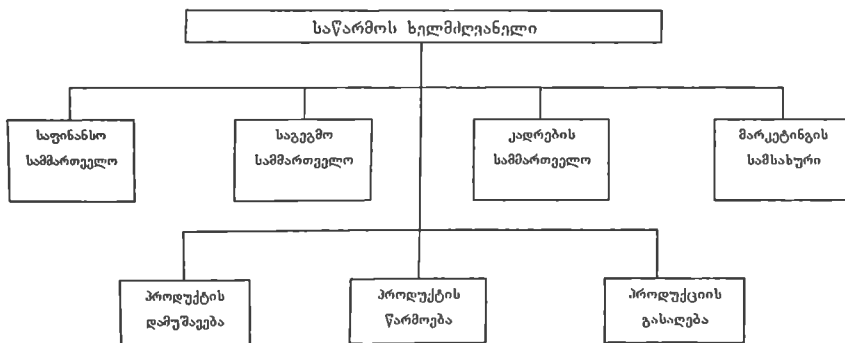 საწარმოს ხელმძღვანელი
საფინანსო
სამმართველო
საგეგმო
სამმართველო
კადრების
სამმართველო
მარკეტინგის
სამსახური
პროდუქტის
დამუშავება
პროდუქტის
წარმოება
პროდუქციის
გასაღება